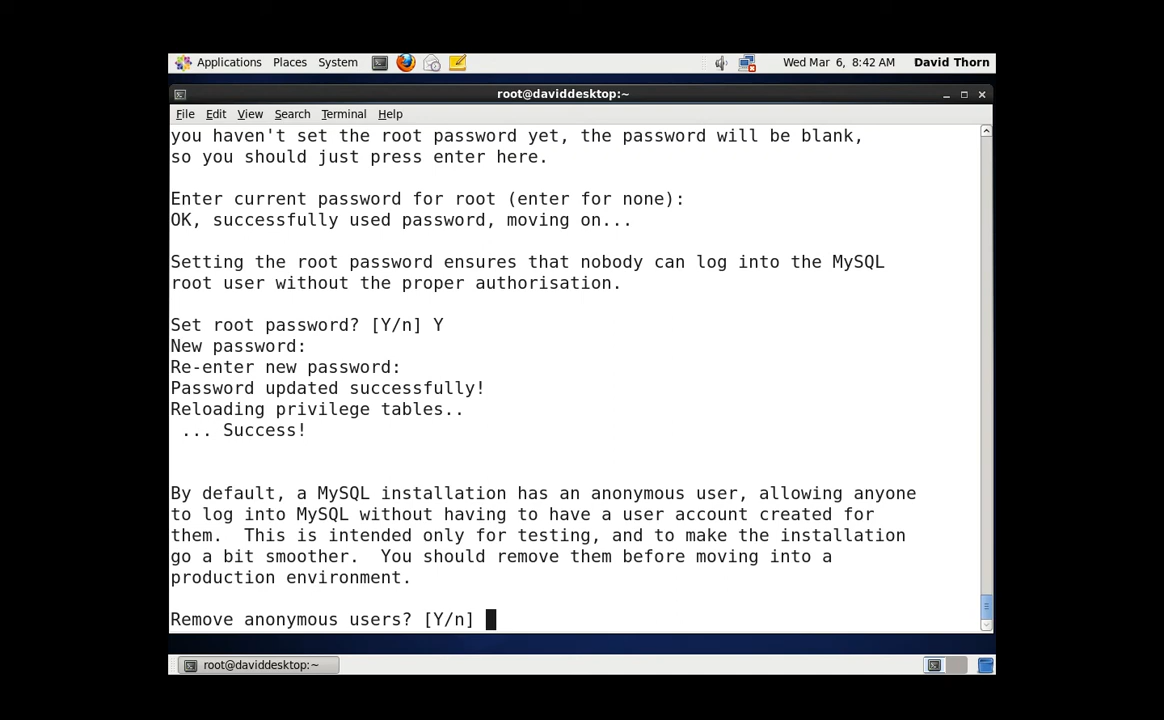 Applications Places System Wed Mar 6, 8:42 AM David Thorn
root@daviddesktop:~
File Edit View Search Terminal Help
you haven't set the root password yet, the password will be blank,
so you should just press enter here.
Enter current password for root (enter for none):
OK, successfully used password, moving on...
Setting the root password ensures that nobody can log into the MySQL
root user without the proper authorisation.
Set root password? [Y/n] Y
New password:
Re-enter new password:
Password updated successfully!
Reloading privilege tables..
... Success!
By default, a MySQL installation has an anonymous user, allowing anyone
to log into MySQL without having to have a user account created for
them.  This is intended only for testing, and to make the installation
go a bit smoother.  You should remove them before moving into a
production environment.
Remove anonymous users? [Y/n]
root@daviddesktop:~